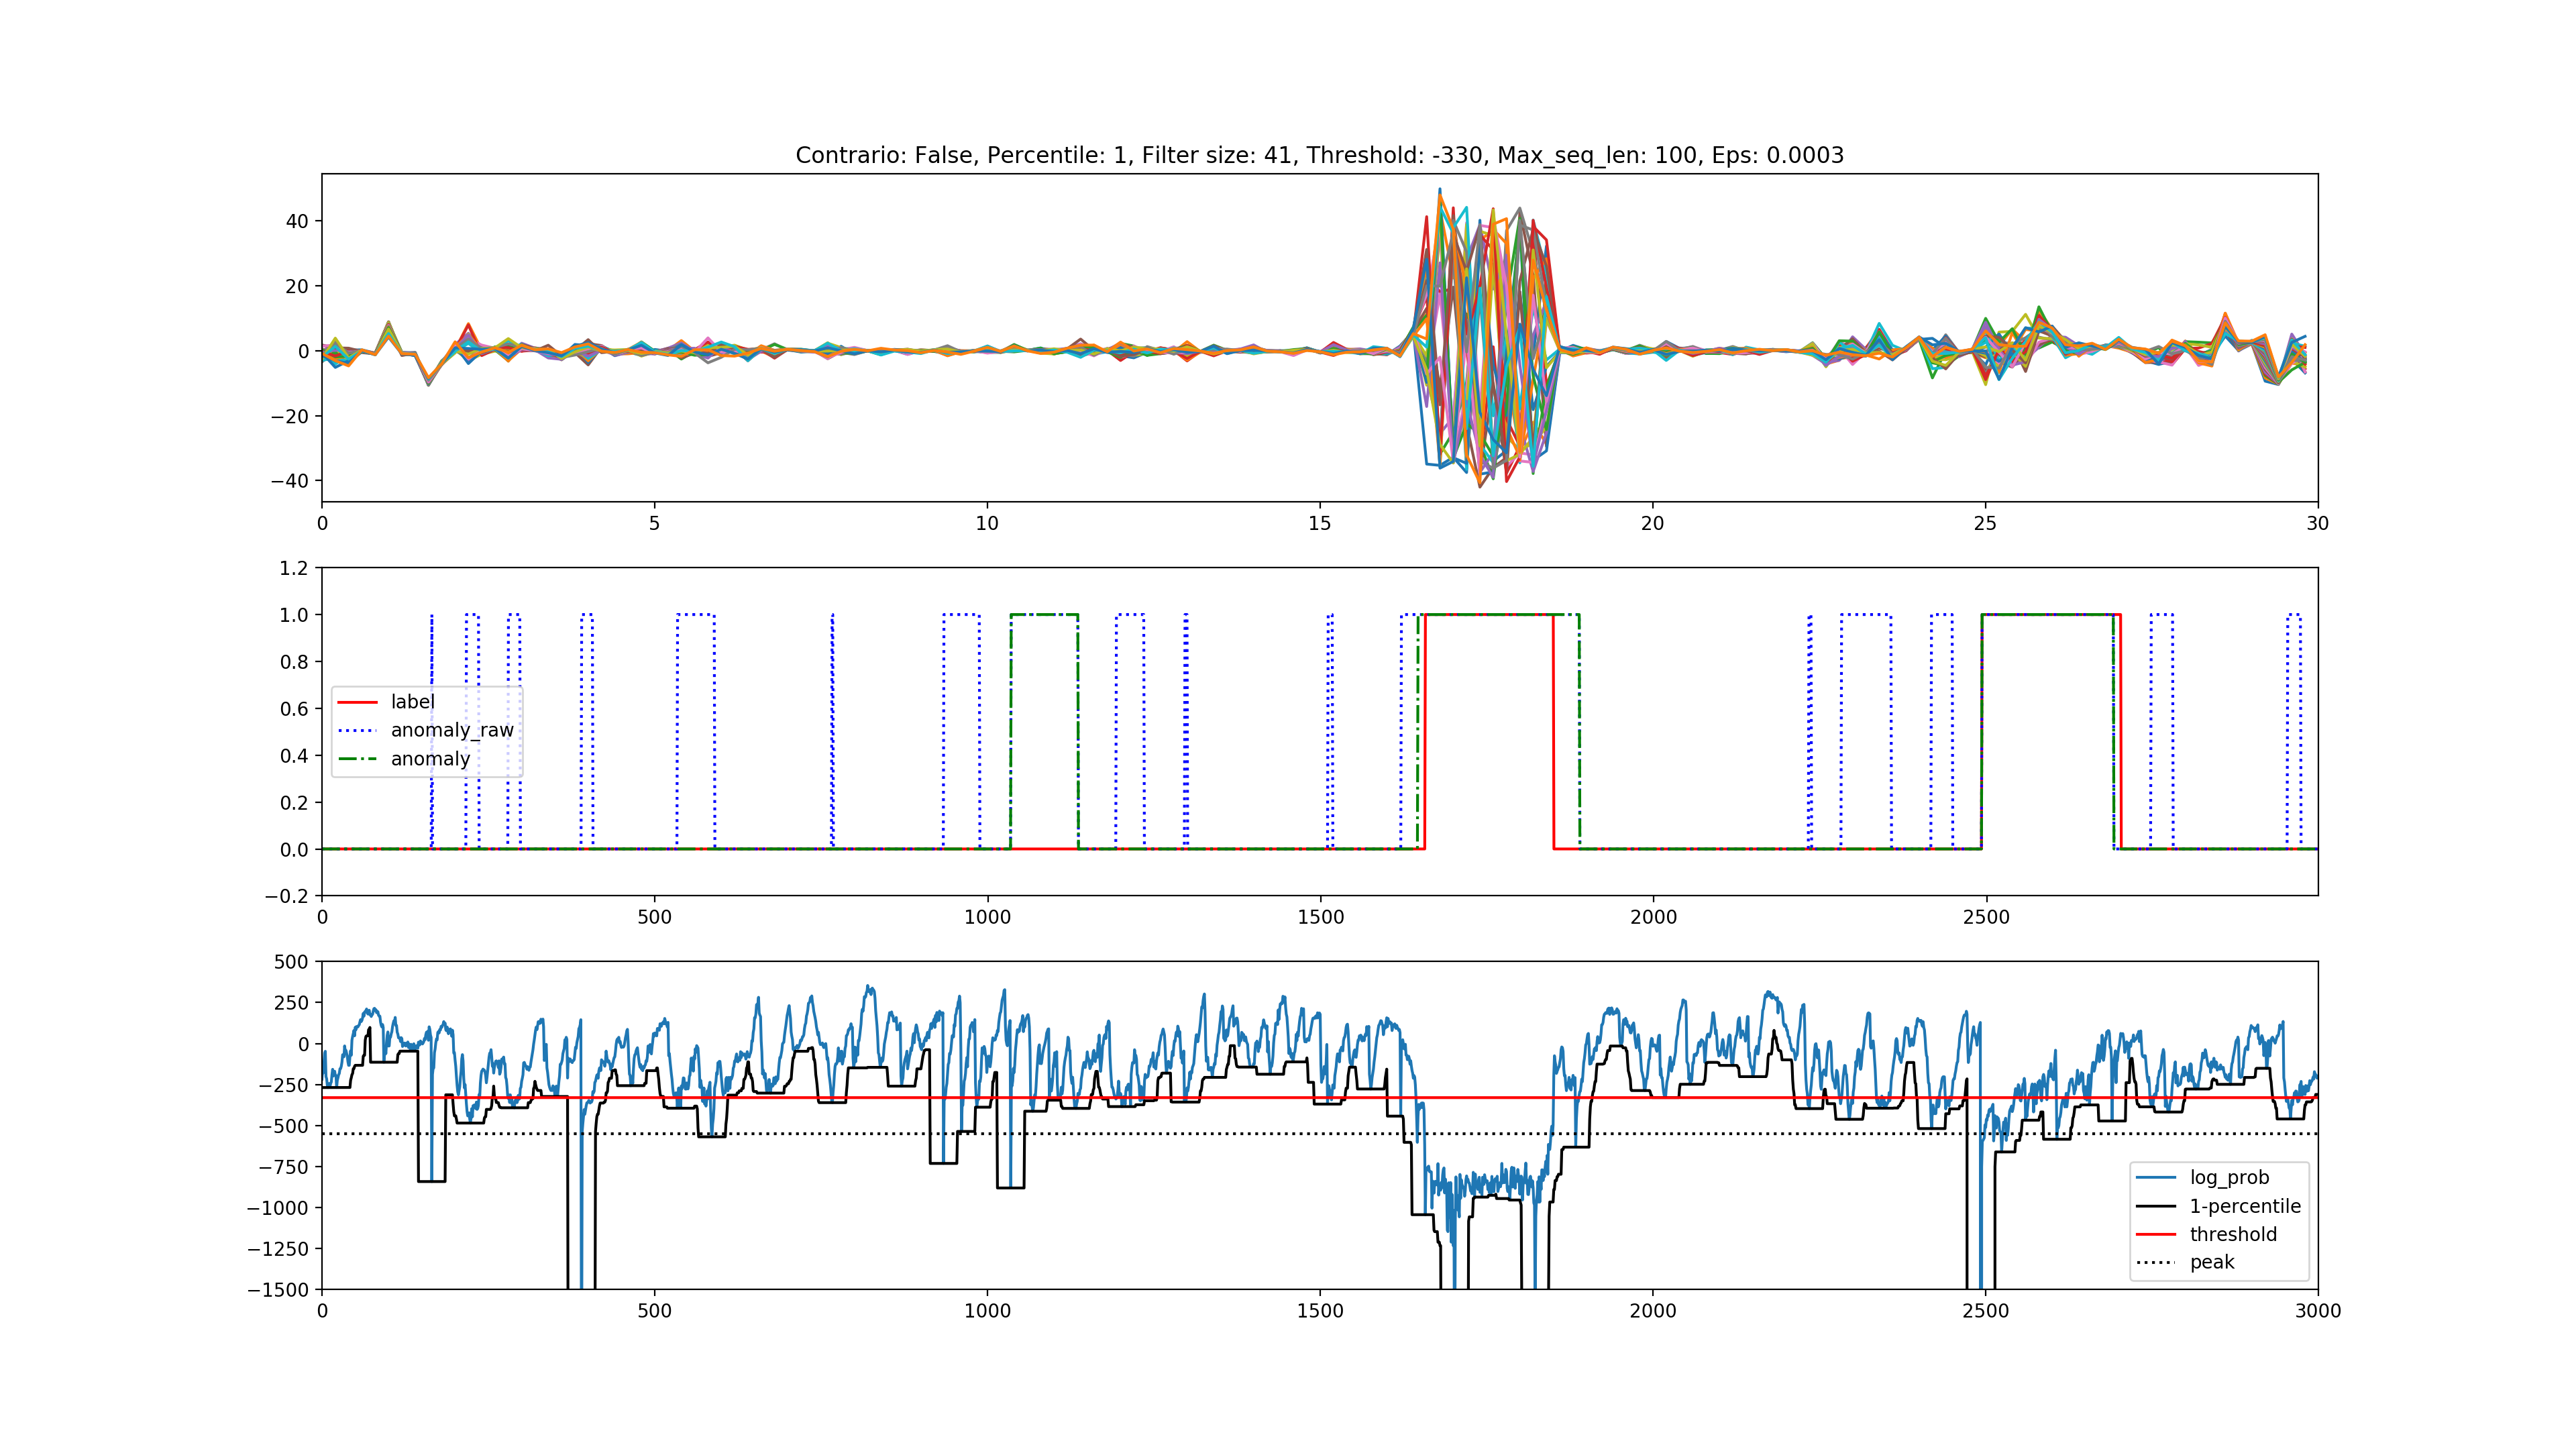 Contrario: False, Percentile: 1, Filter size: 41, Threshold: -330, Max_seq_len: 100, Eps: 0.0003
40
20
0
−20
−40
0 5 10 15 20 25 30
1.2
1.0
0.8
0.6
0.4
0.2
0.0
−0.2
label
anomaly_raw
anomaly
0 500 1000 1500 2000 2500
500
250
0
−250
−500
−750
−1000
−1250
−1500
log_prob
1-percentile
threshold
peak
0 500 1000 1500 2000 2500 3000